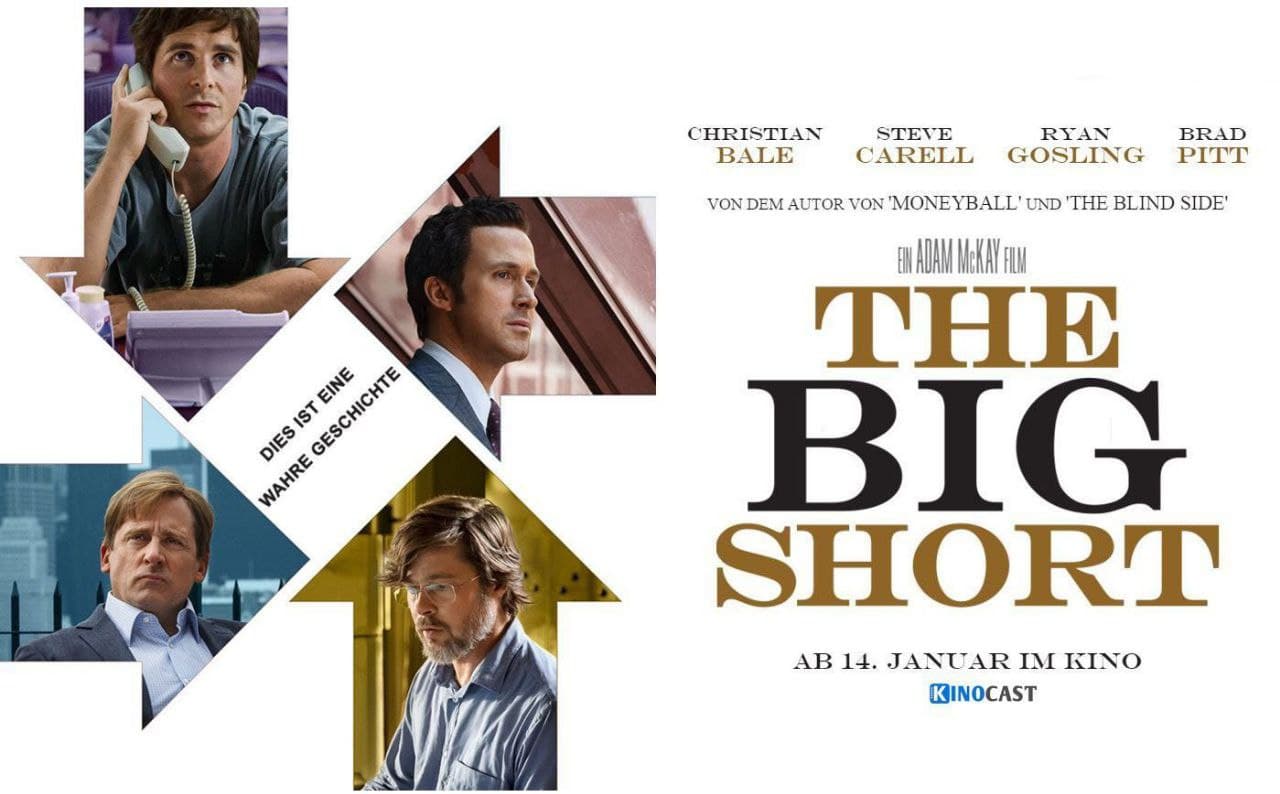 DIES IST EINE
WAHRE GESCHICHTE
CHRISTIAN BALE
STEVE CARELL
RYAN GOSLING
BRAD PITT
VON DEM AUTOR VON 'MONEYBALL' UND 'THE BLIND SIDE'
EIN ADAM McKAY FILM
THE
BIG
SHORT
AB 14. JANUAR IM KINO
KINOCAST